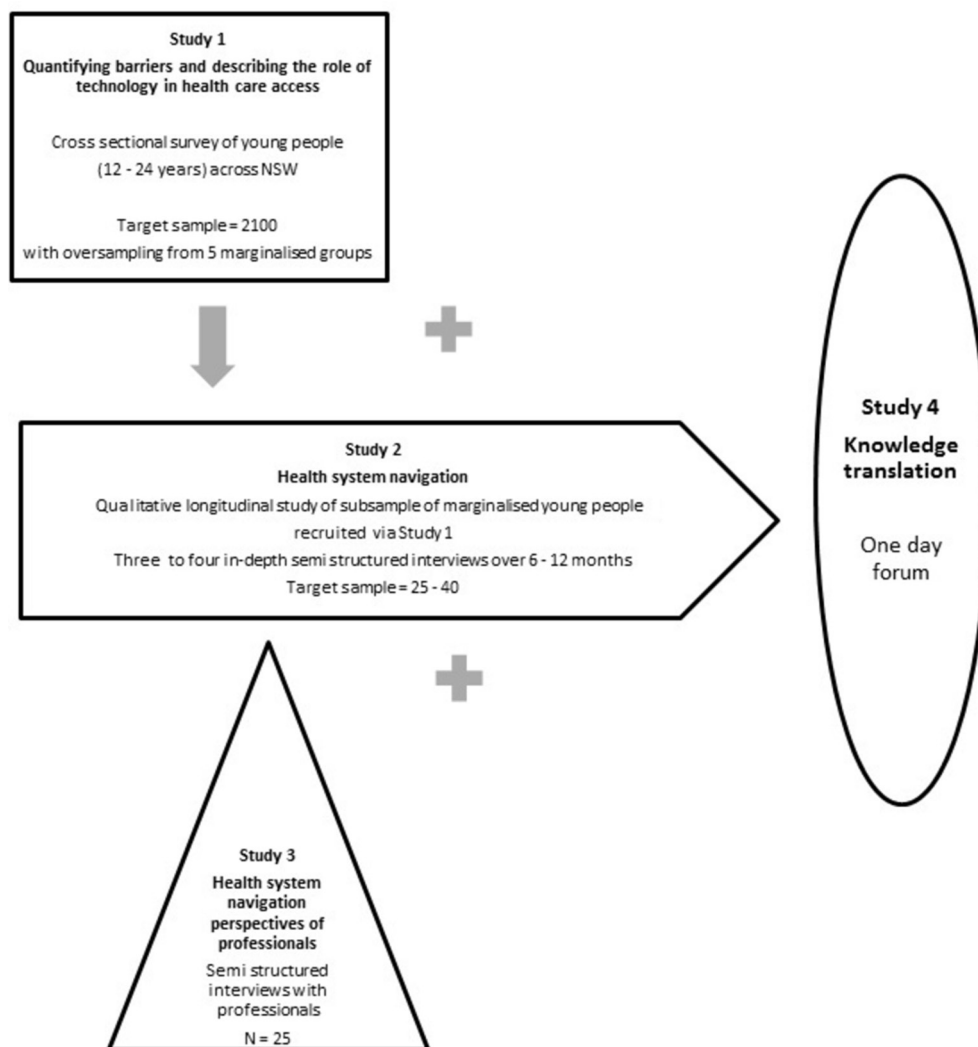 Study 1
Quantifying barriers and describing the role of
technology in health care access
Cross sectional survey of young people
(12 - 24 years) across NSW
Target sample = 2100
with oversampling from 5 marginalised groups
Study 2
Health system navigation
Qualitative longitudinal study of subsample of marginalised young people
recruited via Study 1
Three to four in-depth semi structured interviews over 6 - 12 months
Target sample = 25 - 40
Study 3
Health system
navigation
perspectives of
professionals
Semi structured
interviews with
professionals
N = 25
Study 4
Knowledge
translation
One day
forum